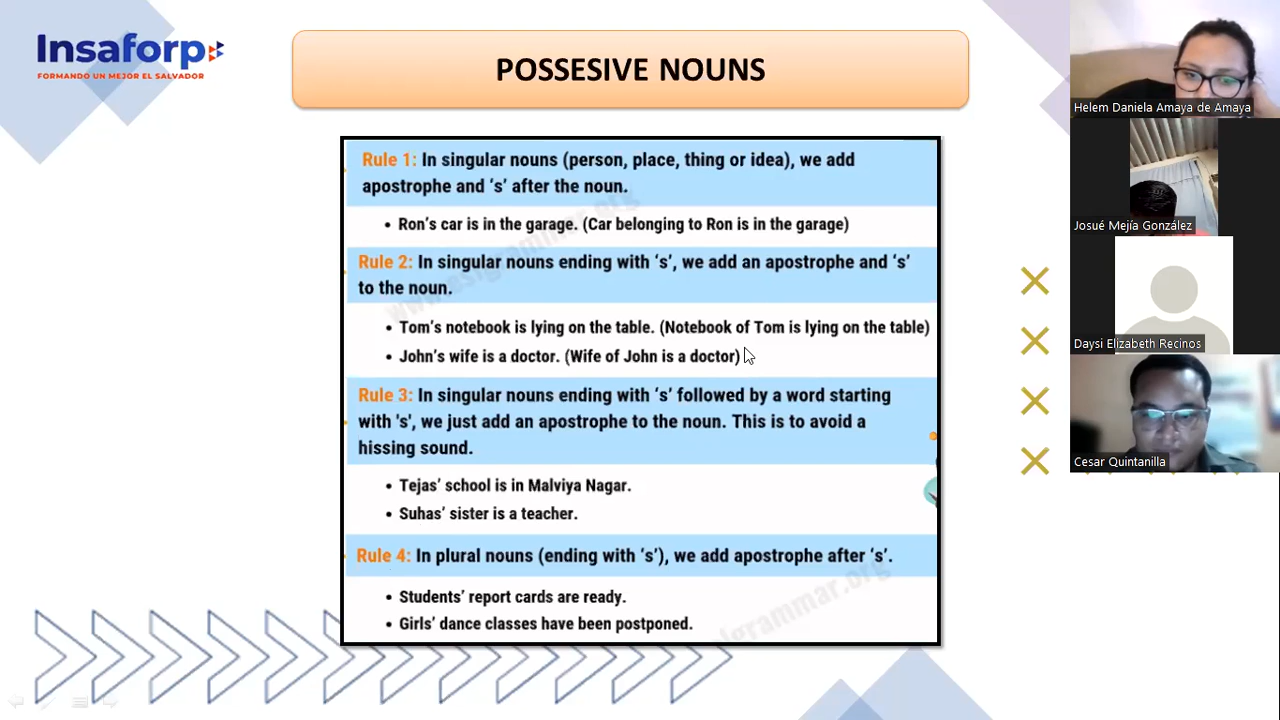 Insaforp
FORMANDO UN MEJOR EL SALVADOR
POSSESIVE NOUNS
Rule 1: In singular nouns (person, place, thing or idea), we add
apostrophe and ‘s’ after the noun.
• Ron’s car is in the garage. (Car belonging to Ron is in the garage)
Rule 2: In singular nouns ending with ‘s’, we add an apostrophe and ‘s’
to the noun.
• Tom’s notebook is lying on the table. (Notebook of Tom is lying on the table)
• John’s wife is a doctor. (Wife of John is a doctor)
Rule 3: In singular nouns ending with ‘s’ followed by a word starting
with 's', we just add an apostrophe to the noun. This is to avoid a
hissing sound.
• Tejas’ school is in Malviya Nagar.
• Suhas’ sister is a teacher.
Rule 4: In plural nouns (ending with ‘s’), we add apostrophe after ‘s’.
• Students’ report cards are ready.
• Girls’ dance classes have been postponed.
Helem Daniela Amaya de Amaya
Josué Mejía González
Daysi Elizabeth Recinos
Cesar Quintanilla